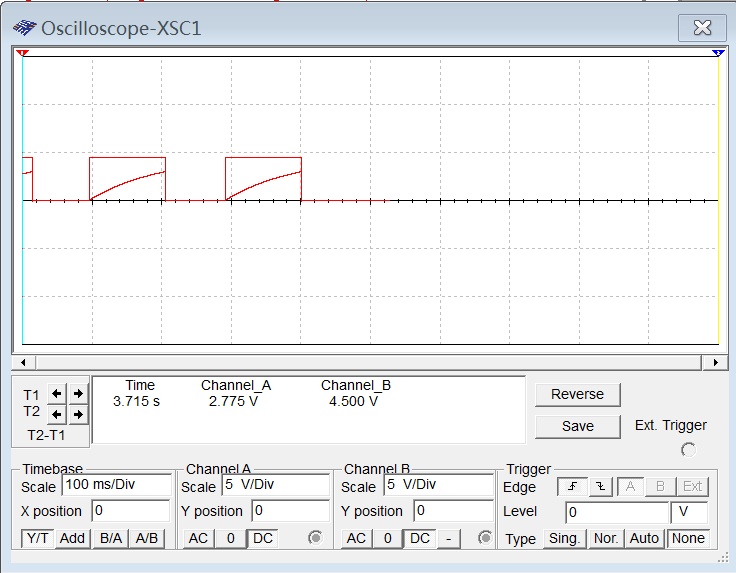 Oscilloscope-XSC1
Time Channel_A Channel_B
T1 3.715 s 2.775 V 4.500 V
T2
T2-T1
Reverse
Save
Ext. Trigger
Timebase
Scale 100 ms/Div
X position 0
Y/T Add B/A A/B
Channel A
Scale 5 V/Div
Y position 0
AC 0 DC
Channel B
Scale 5 V/Div
Y position 0
AC 0 DC -
Trigger
Edge A B Ext
Level 0 V
Type Sing. Nor. Auto None